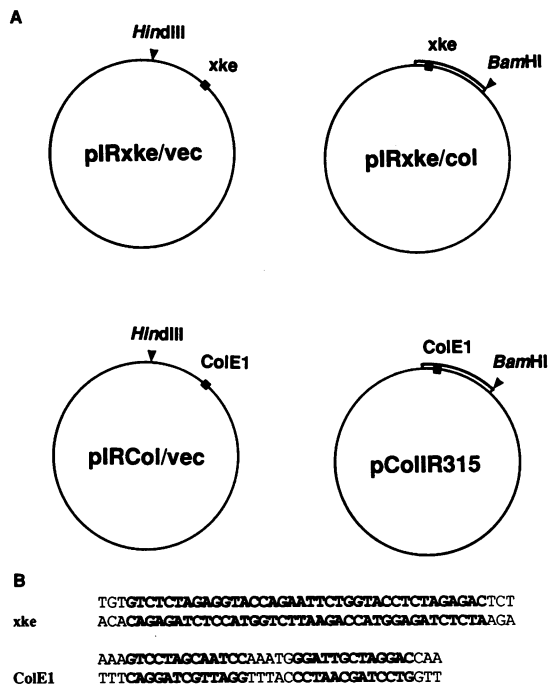 A
HindIII
xke
pIRxke/vec
xke
BamHI
pIRxke/col
HindIII
ColE1
pIRCol/vec
ColE1
BamHI
pColIR315
B
TGTGTCTCTAGAGGTACCAGAATTCTGGTACCTCTAGAGACTCT
xke ACACAGAGATCTCCATGGTCTTAAGACCATGGAGATCTCTAAGA
AAAGTCCTAGCAATCCAAATGGGATTGCTAGGACCAA
ColE1 TTTCAGGATCGTTAGGTTTACCCTAACGATCCTGGTT